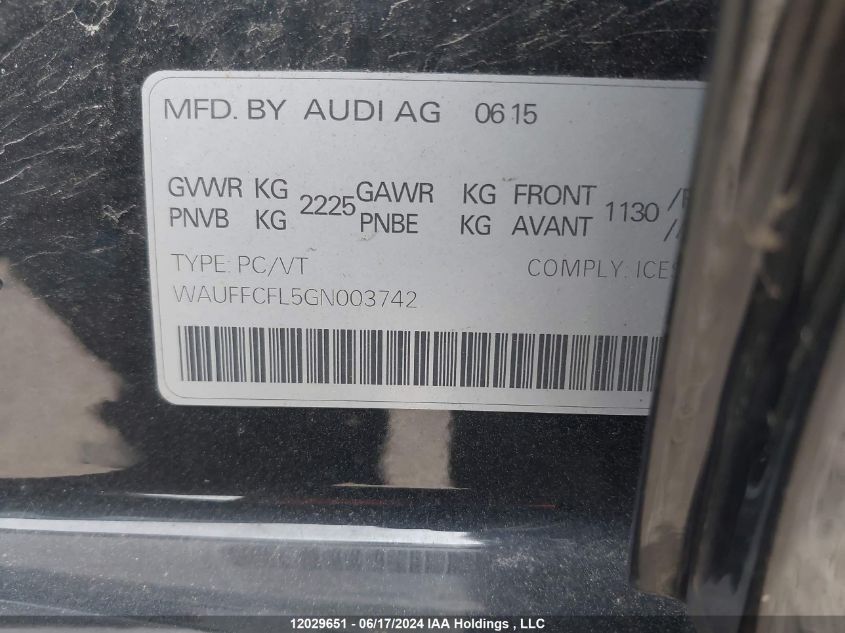 MFD. BY AUDI AG 06 15
GVWR KG 2225 GAWR KG FRONT 1130
PNVB KG PNBE KG AVANT
TYPE: PC/VT COMPLY. ICES
WAUFFCFL5GN003742
12029651 - 06/17/2024 IAA Holdings , LLC